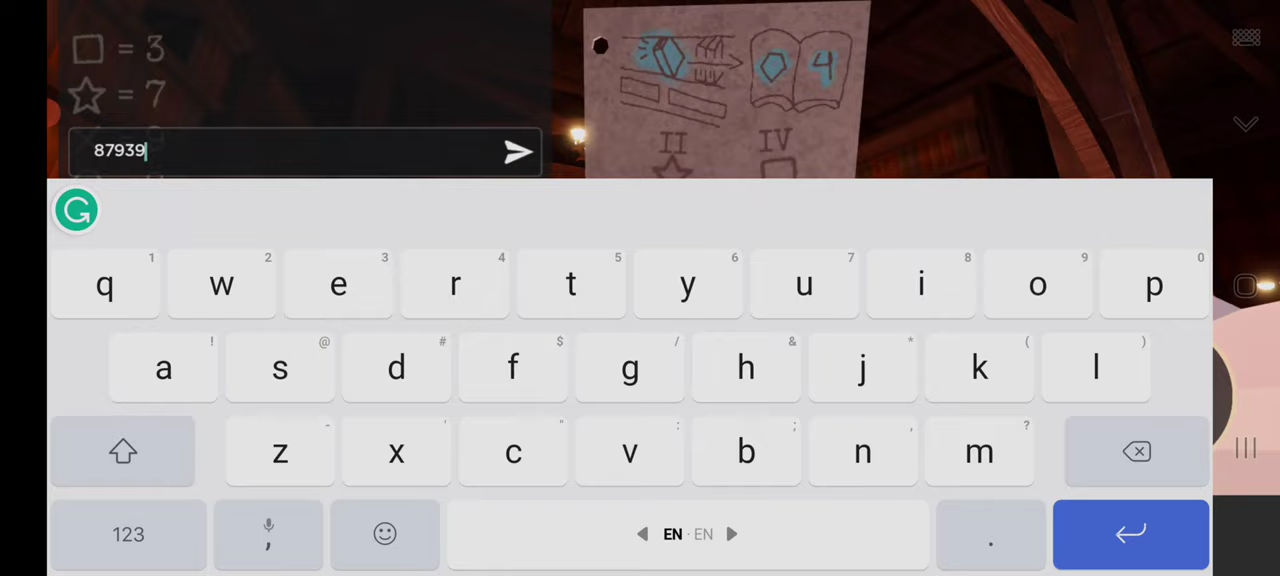 □ = 3
☆ = 7
87939
4
II IV
1 2 3 4 5 6 7 8 9 0
q w e r t y u i o p
! @ # $ / & * ( )
a s d f g h j k l
- ' " : ; , ?
z x c v b n m
123 , EN · EN .